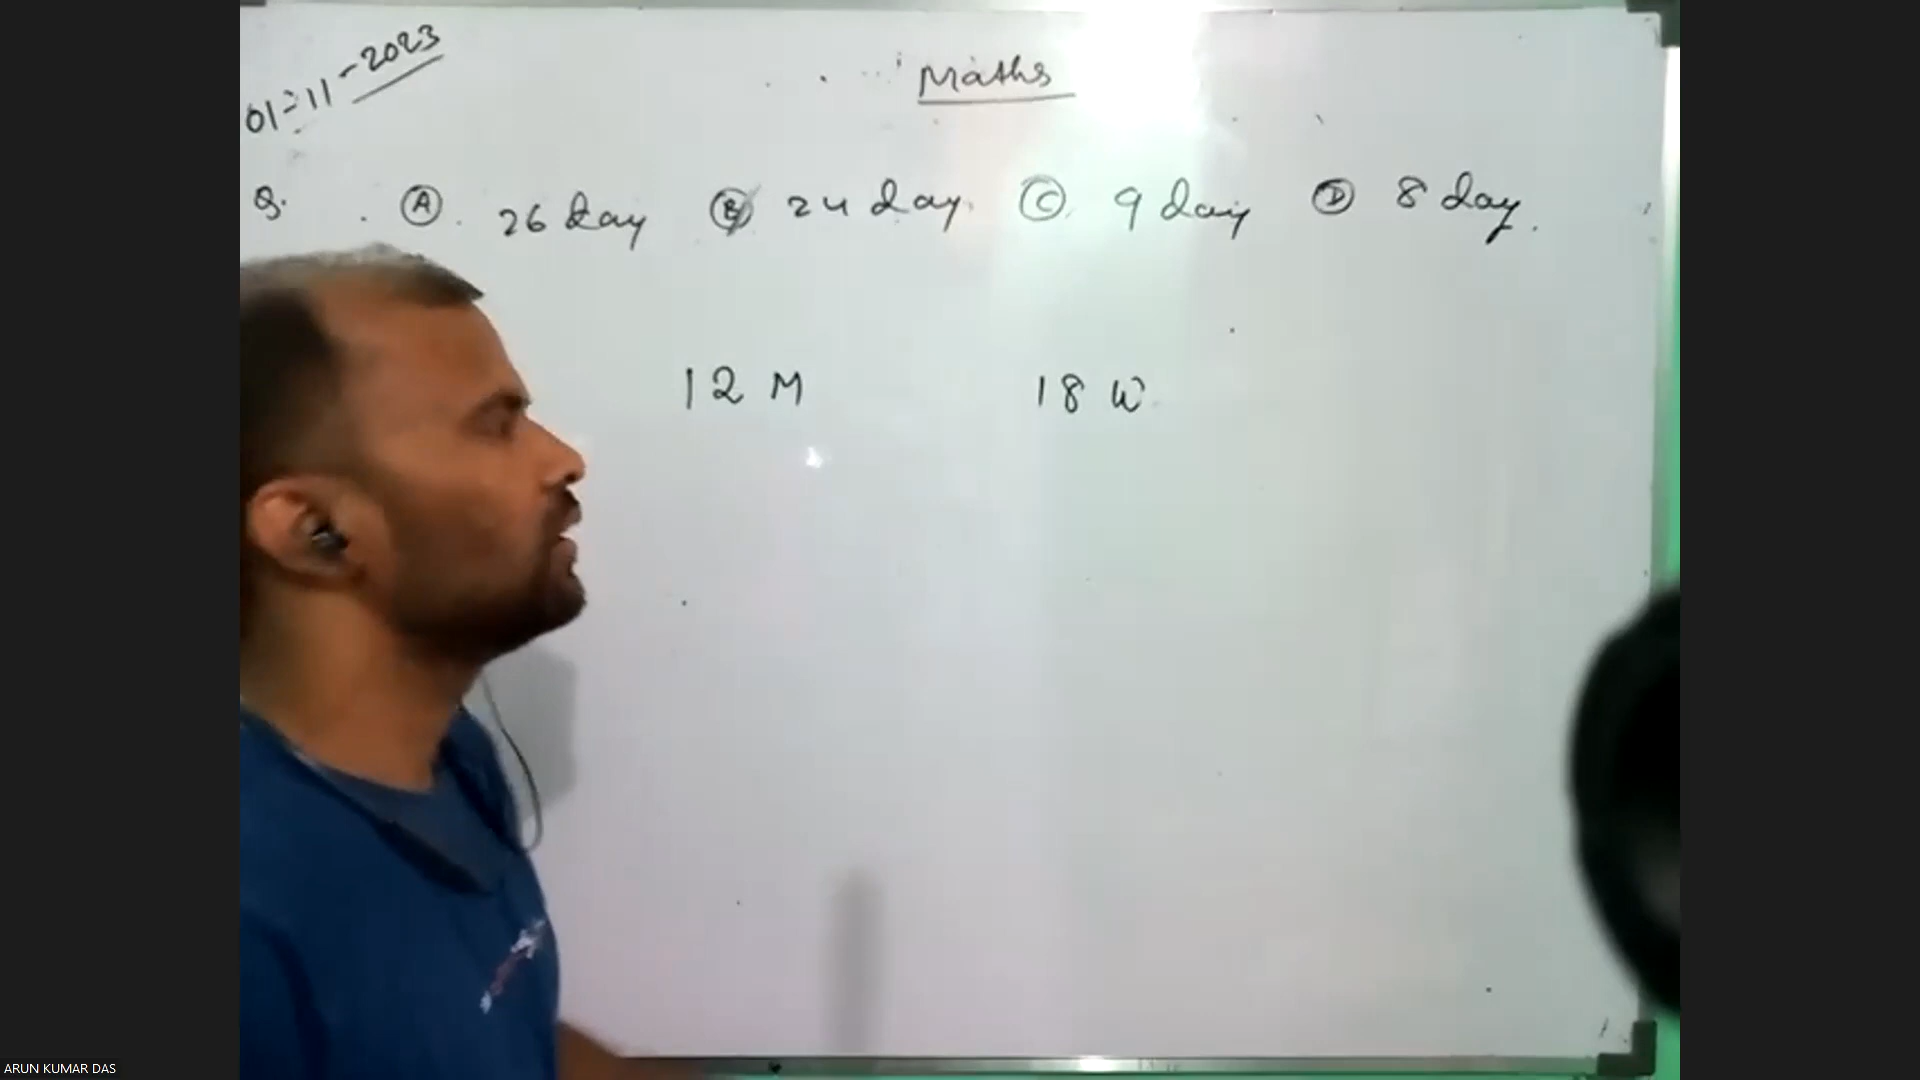 01-11-2023
Maths
Q. (A) 26 day (B) 24 day (C) 9 day (D) 8 day.
12 M 18 W
ARUN KUMAR DAS